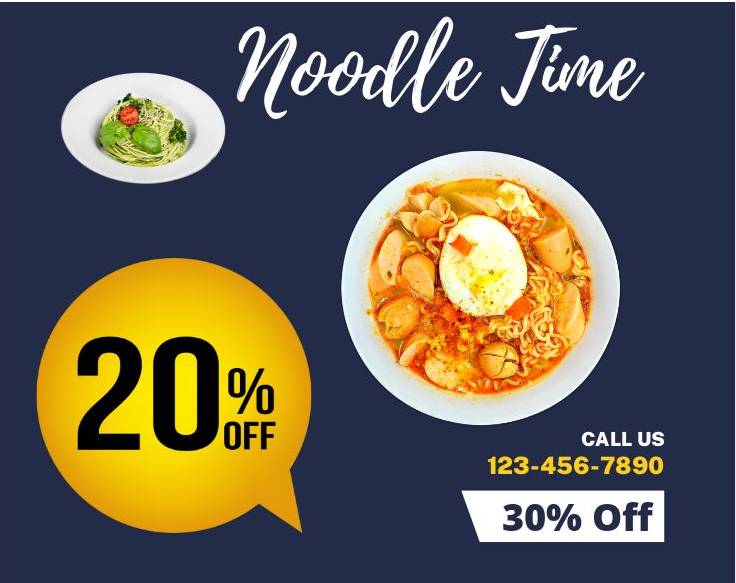 Noodle Time
20%
OFF
CALL US
123-456-7890
30% Off